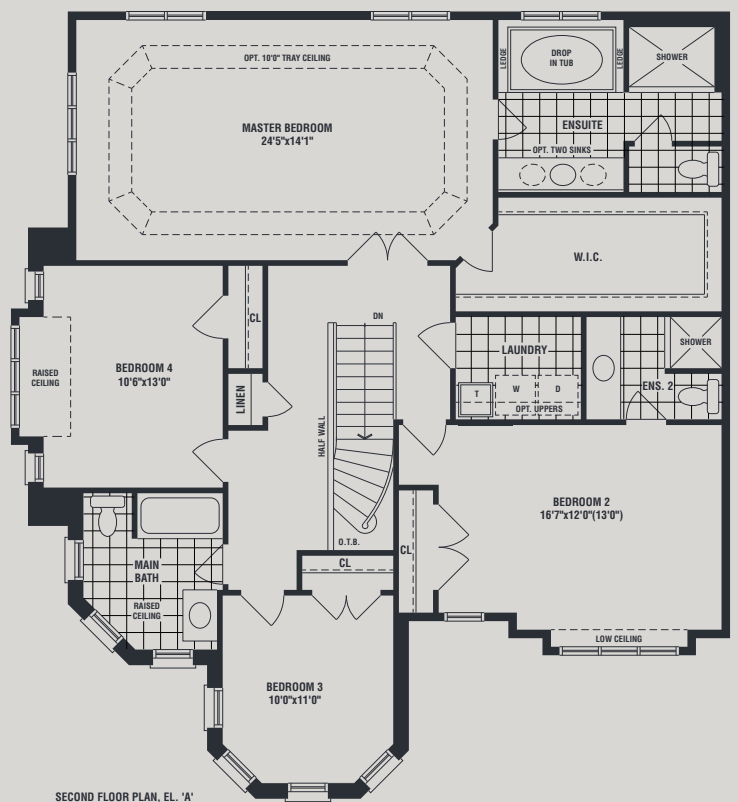 OPT. 10'0" TRAY CEILING
MASTER BEDROOM
24'5"x14'1"
LEDGE
DROP
IN TUB
LEDGE
SHOWER
ENSUITE
OPT. TWO SINKS
W.I.C.
CL
DN
BEDROOM 4
10'6"x13'0"
RAISED
CEILING
LINEN
HALF WALL
LAUNDRY
T
W
D
OPT. UPPERS
SHOWER
ENS. 2
BEDROOM 2
16'7"x12'0"(13'0")
O.T.B.
CL
CL
MAIN
BATH
RAISED
CEILING
LOW CEILING
BEDROOM 3
10'0"x11'0"
SECOND FLOOR PLAN, EL. 'A'